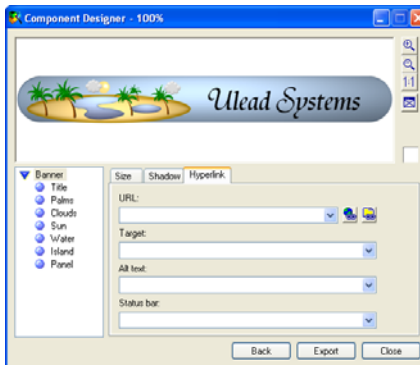 Component Designer - 100%
Ulead Systems
1:1
Banner
Title
Palms
Clouds
Sun
Water
Island
Panel
Size
Shadow
Hyperlink
URL:
Target:
Alt text:
Status bar:
Back
Export
Close